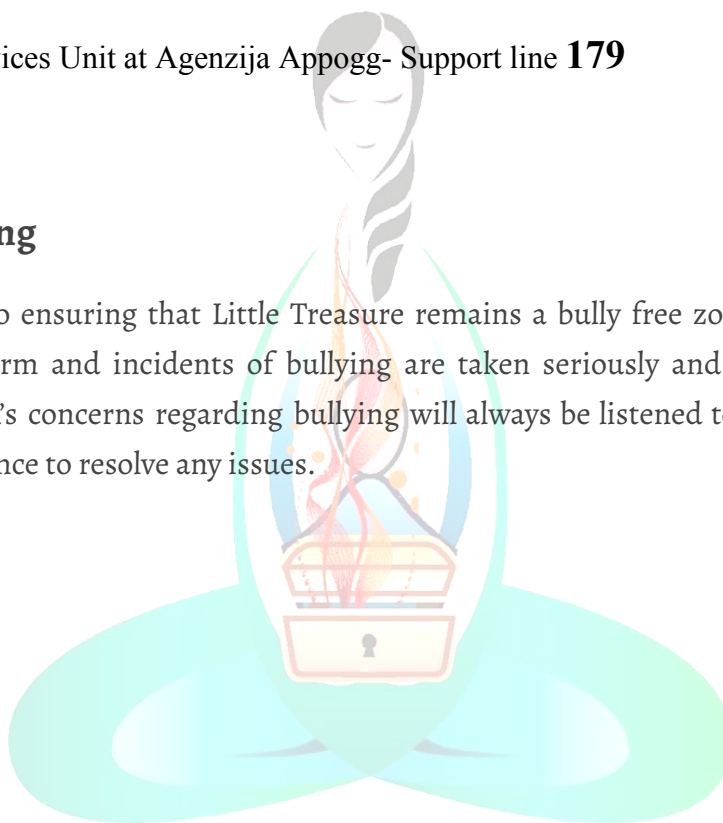 ices Unit at Agenzija Appogg- Support line 179
ng
o ensuring that Little Treasure remains a bully free zo
rm and incidents of bullying are taken seriously and
's concerns regarding bullying will always be listened t
nce to resolve any issues.